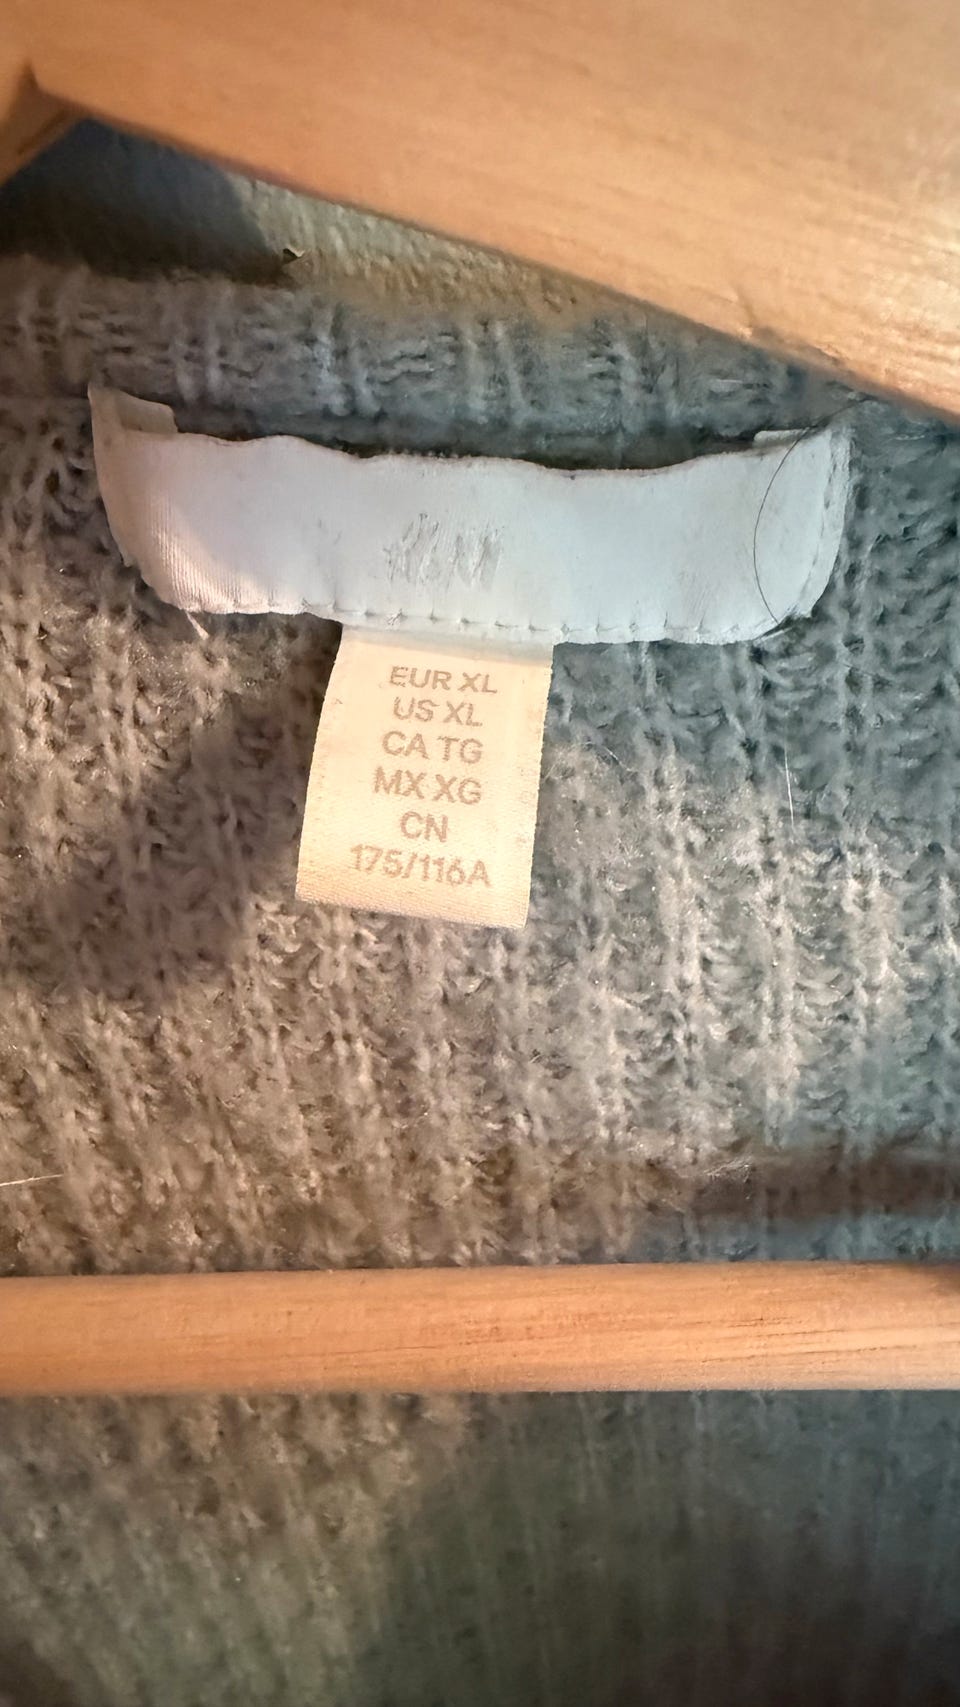 H&M
EUR XL
US XL
CA TG
MX XG
CN
175/116A